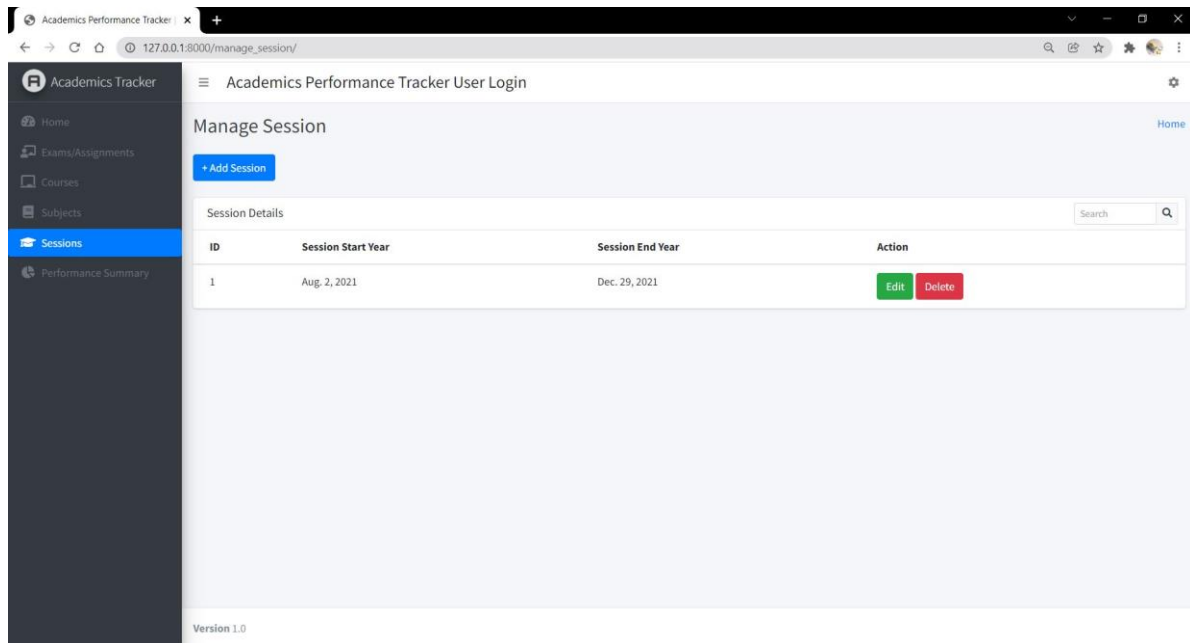 Academics Performance Tracker |
127.0.0.1:8000/manage_session/
Academics Tracker
Academics Performance Tracker User Login
Home
Exams/Assignments
Courses
Subjects
Sessions
Performance Summary
Manage Session
Home
+ Add Session
Session Details
Search
ID Session Start Year Session End Year Action
1 Aug. 2, 2021 Dec. 29, 2021 Edit Delete
Version 1.0